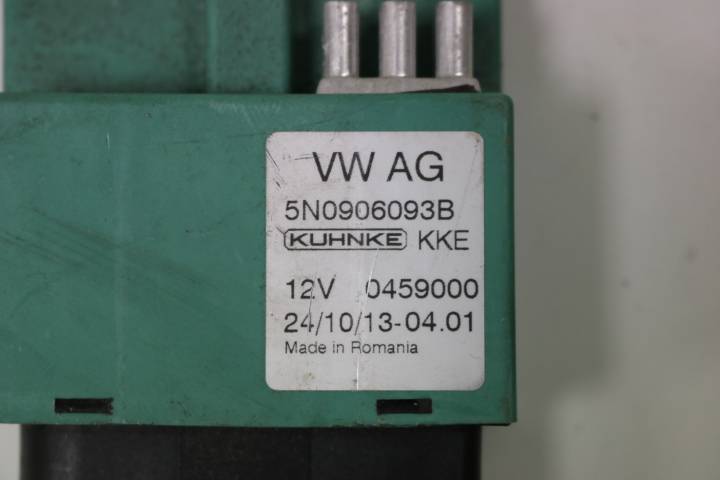 VW AG
5N0906093B
KUHNKE KKE
12V 0459000
24/10/13-04.01
Made in Romania